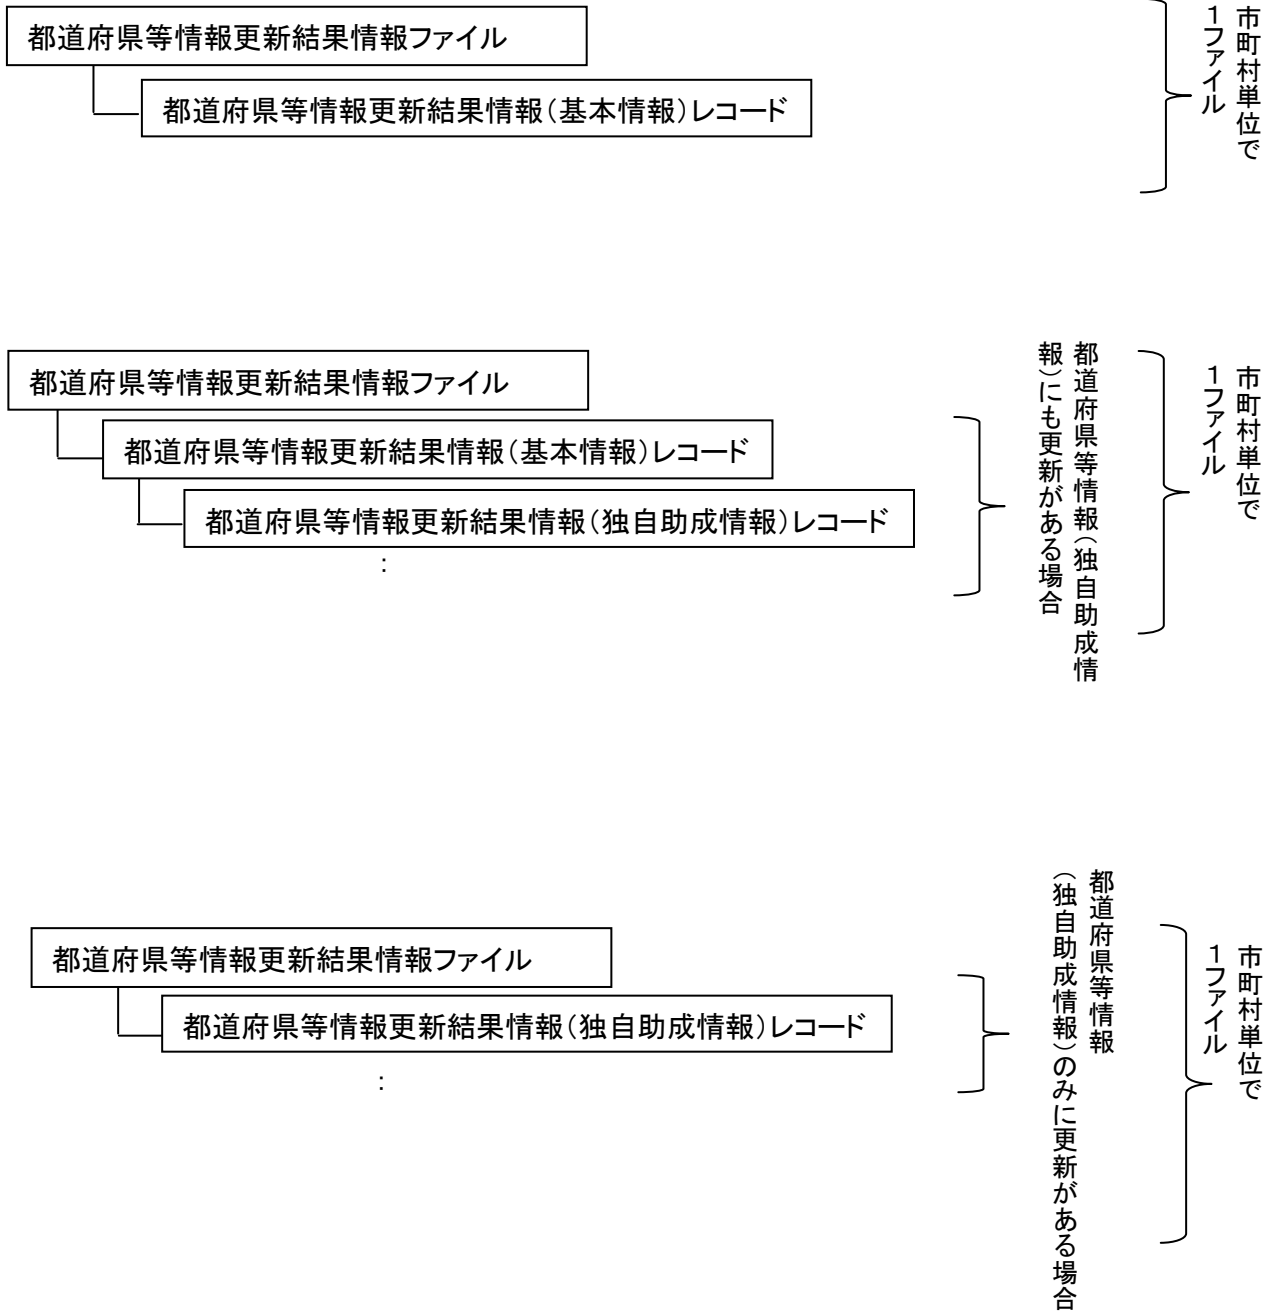 都道府県等情報更新結果情報ファイル
都道府県等情報更新結果情報（基本情報）レコード
市町村単位で
１ファイル
都道府県等情報更新結果情報ファイル
都道府県等情報更新結果情報（基本情報）レコード
都道府県等情報更新結果情報（独自助成情報）レコード
：
都道府県等情報（独自助成情
報）にも更新がある場合
市町村単位で
１ファイル
都道府県等情報更新結果情報ファイル
都道府県等情報更新結果情報（独自助成情報）レコード
：
都道府県等情報
（独自助成情報）のみに更新がある場合
市町村単位で
１ファイル